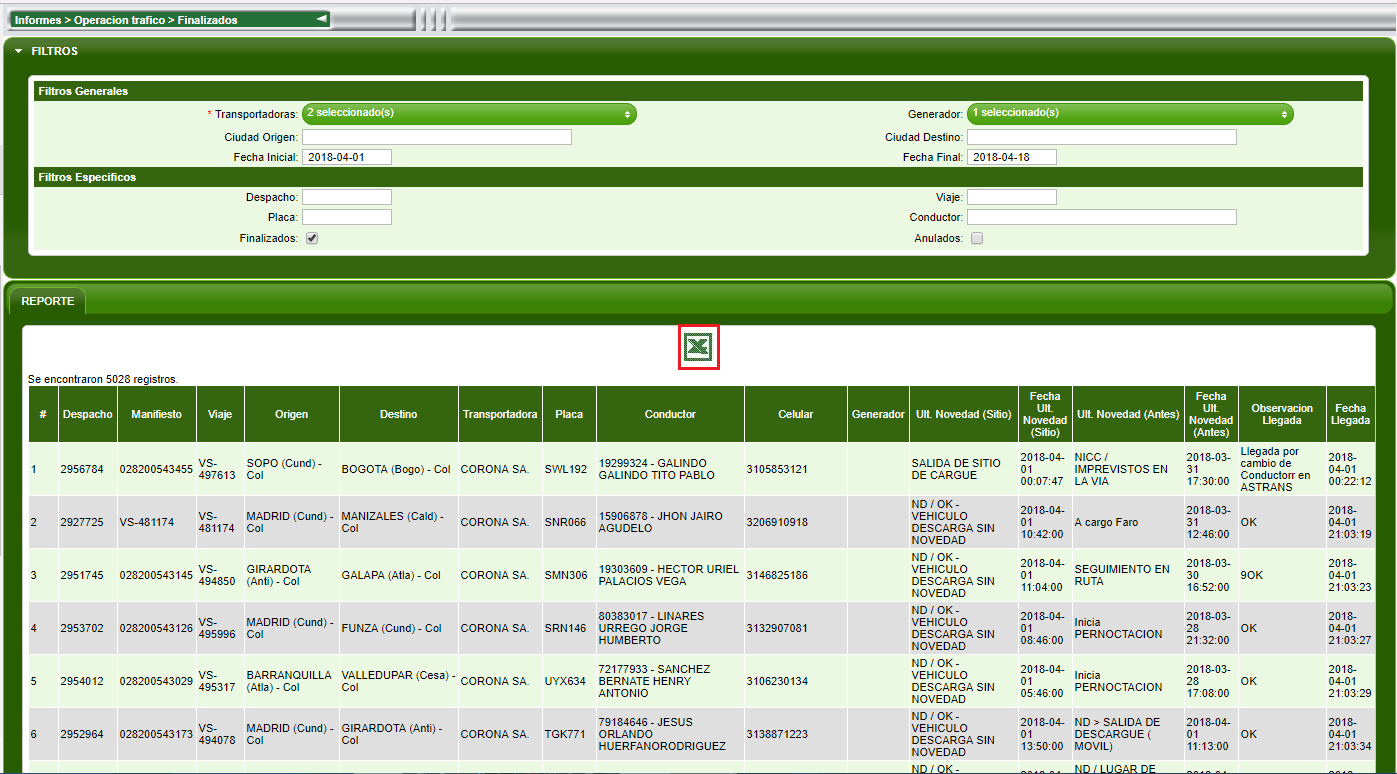 Informes > Operacion trafico > Finalizados
FILTROS
Filtros Generales
* Transportadoras: 2 seleccionado(s) Generador: 1 seleccionado(s)
Ciudad Origen: Ciudad Destino:
Fecha Inicial: 2018-04-01 Fecha Final: 2018-04-18
Filtros Especificos
Despacho: Viaje:
Placa: Conductor:
Finalizados: Anulados:
REPORTE
Se encontraron 5028 registros.
# Despacho Manifiesto Viaje Origen Destino Transportadora Placa Conductor Celular Generador Ult. Novedad (Sitio) Fecha Ult. Novedad (Sitio) Ult. Novedad (Antes) Fecha Ult. Novedad (Antes) Observacion Llegada Fecha Llegada
1 2956784 028200543455 VS-497613 SOPO (Cund) - Col BOGOTA (Bogo) - Col CORONA SA. SWL192 19299324 - GALINDO GALINDO TITO PABLO 3105853121 SALIDA DE SITIO DE CARGUE 2018-04-01 00:07:47 NICC / IMPREVISTOS EN LA VIA 2018-03-31 17:30:00 Llegada por cambio de Conductorr en ASTRANS 2018-04-01 00:22:12
2 2927725 VS-481174 VS-481174 MADRID (Cund) - Col MANIZALES (Cald) - Col CORONA SA. SNR066 15906878 - JHON JAIRO AGUDELO 3206910918 ND / OK - VEHICULO DESCARGA SIN NOVEDAD 2018-04-01 10:42:00 A cargo Faro 2018-03-31 12:46:00 OK 2018-04-01 21:03:19
3 2951745 028200543145 VS-494850 GIRARDOTA (Anti) - Col GALAPA (Atla) - Col CORONA SA. SMN306 19303609 - HECTOR URIEL PALACIOS VEGA 3146825186 ND / OK - VEHICULO DESCARGA SIN NOVEDAD 2018-04-01 11:04:00 SEGUIMIENTO EN RUTA 2018-03-30 16:52:00 9OK 2018-04-01 21:03:23
4 2953702 028200543126 VS-495996 MADRID (Cund) - Col FUNZA (Cund) - Col CORONA SA. SRN146 80383017 - LINARES URREGO JORGE HUMBERTO 3132907081 ND / OK - VEHICULO DESCARGA SIN NOVEDAD 2018-04-01 08:46:00 Inicia PERNOCTACION 2018-03-28 21:32:00 OK 2018-04-01 21:03:27
5 2954012 028200543029 VS-495317 BARRANQUILLA (Atla) - Col VALLEDUPAR (Cesa) - Col CORONA SA. UYX634 72177933 - SANCHEZ BERNATE HENRY ANTONIO 3106230134 ND / OK - VEHICULO DESCARGA SIN NOVEDAD 2018-04-01 05:46:00 Inicia PERNOCTACION 2018-03-28 17:08:00 OK 2018-04-01 21:03:29
6 2952964 028200543173 VS-494078 MADRID (Cund) - Col GIRARDOTA (Anti) - Col CORONA SA. TGK771 79184646 - JESUS ORLANDO HUERFANORODRIGUEZ 3138871223 ND / OK - VEHICULO DESCARGA SIN NOVEDAD 2018-04-01 13:50:00 ND > SALIDA DE DESCARGUE ( MOVIL) 2018-04-01 11:13:00 OK 2018-04-01 21:03:34
ND / OK - ND / LUGAR DE